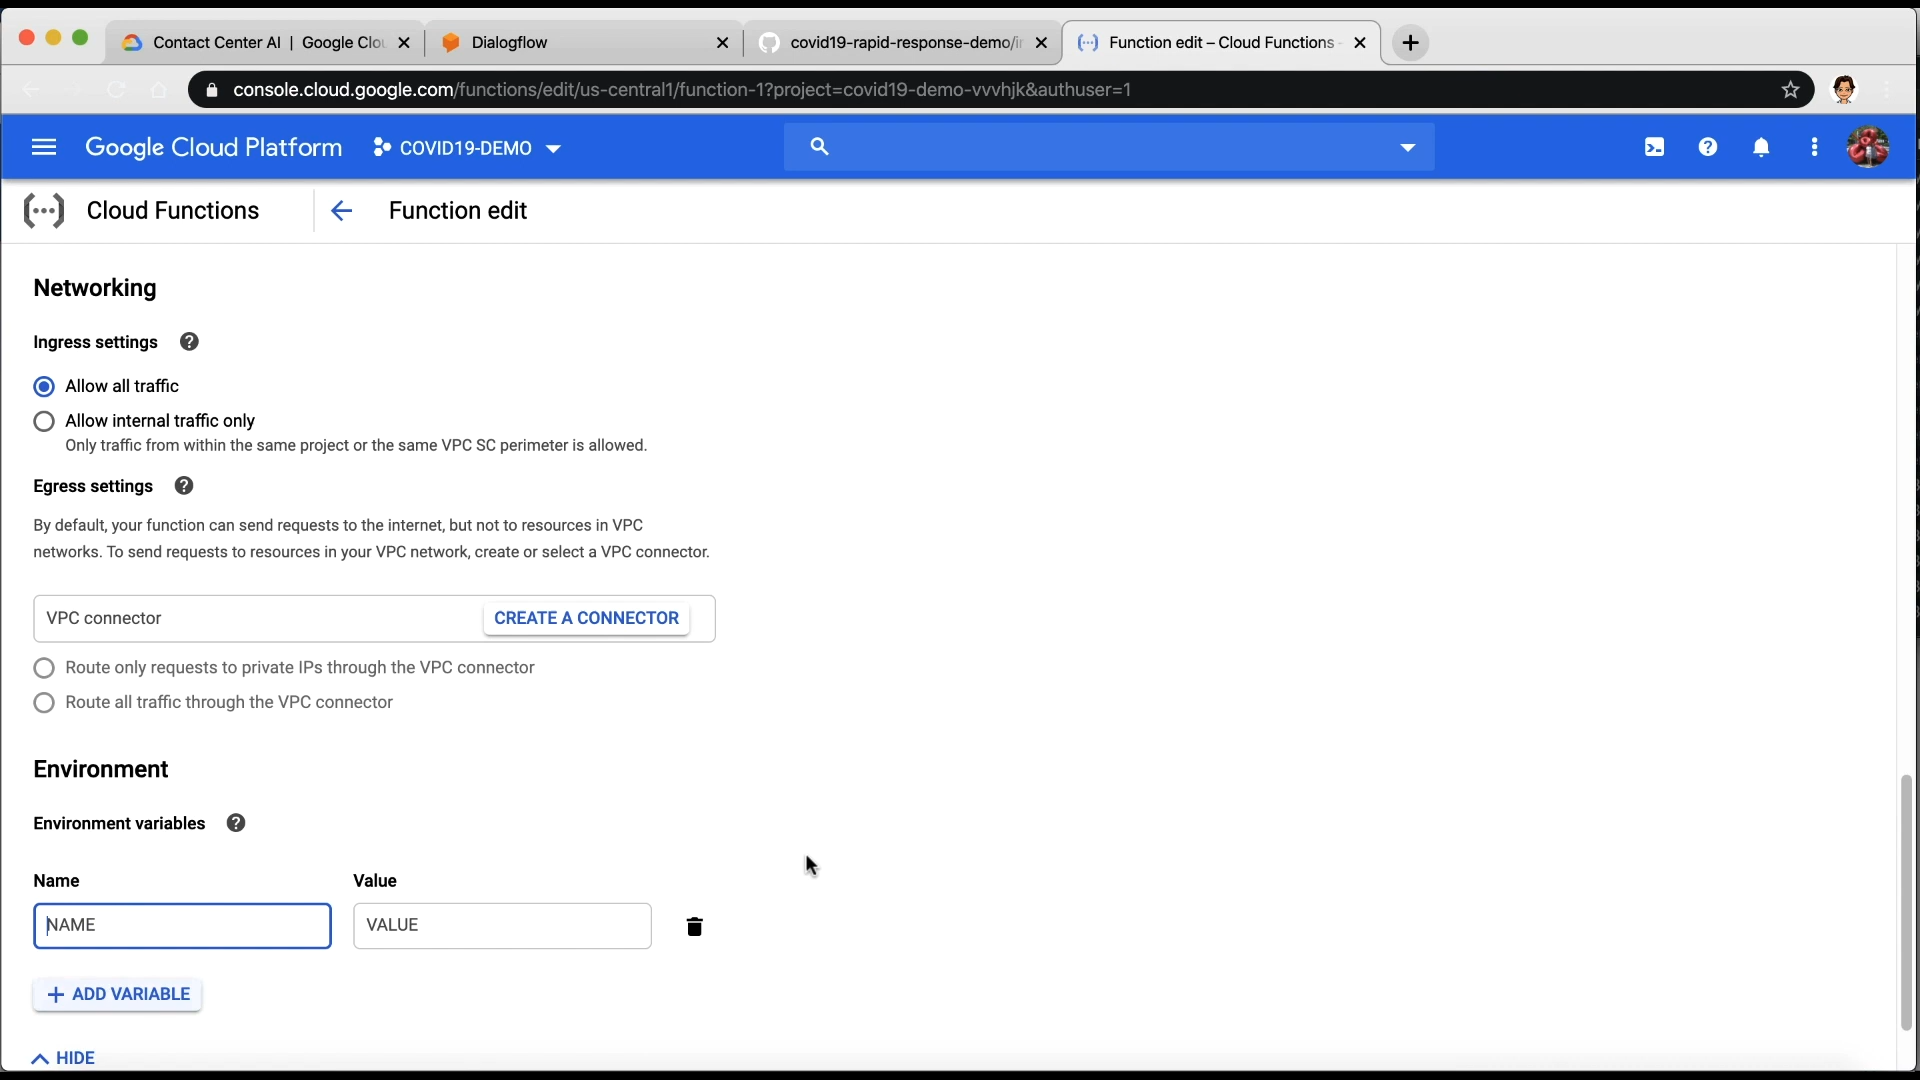 Contact Center AI | Google Clou
Dialogflow
covid19-rapid-response-demo/in
Function edit – Cloud Functions -
console.cloud.google.com/functions/edit/us-central1/function-1?project=covid19-demo-vvvhjk&authuser=1
Google Cloud Platform
COVID19-DEMO
Cloud Functions
Function edit
Networking
Ingress settings
Allow all traffic
Allow internal traffic only
Only traffic from within the same project or the same VPC SC perimeter is allowed.
Egress settings
By default, your function can send requests to the internet, but not to resources in VPC
networks. To send requests to resources in your VPC network, create or select a VPC connector.
VPC connector
CREATE A CONNECTOR
Route only requests to private IPs through the VPC connector
Route all traffic through the VPC connector
Environment
Environment variables
Name
Value
NAME
VALUE
ADD VARIABLE
HIDE